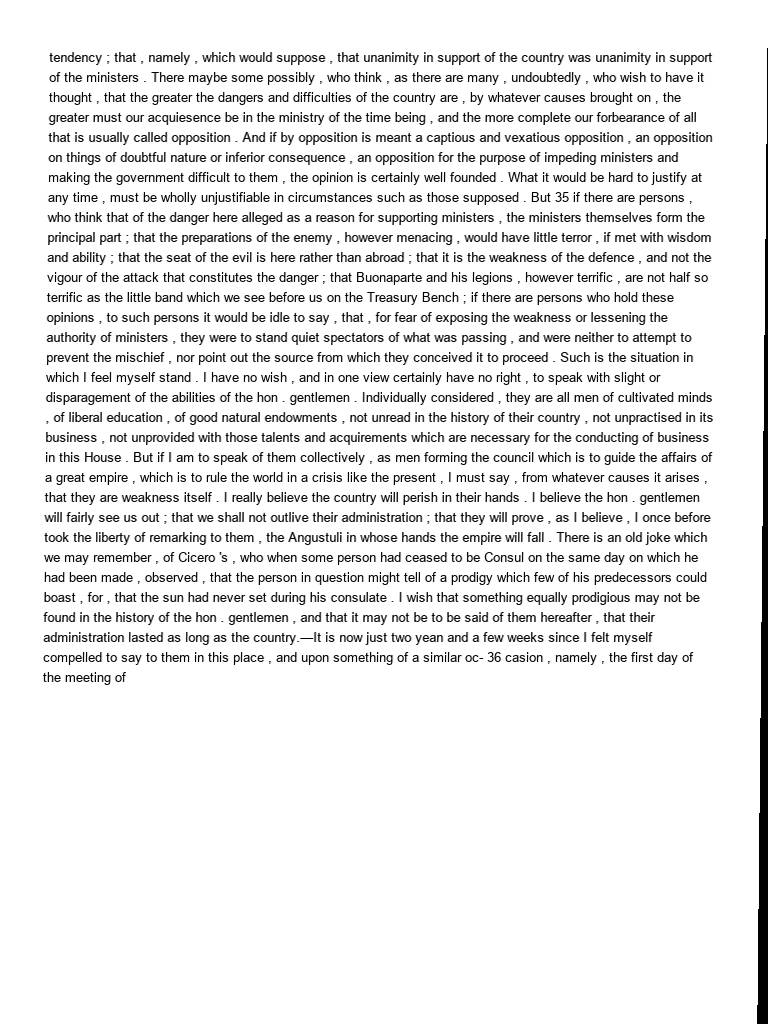 tendency ; that , namely , which would suppose , that unanimity in support of the country was unanimity in support
of the ministers . There maybe some possibly , who think , as there are many , undoubtedly , who wish to have it
thought , that the greater the dangers and difficulties of the country are , by whatever causes brought on , the
greater must our acquiesence be in the ministry of the time being , and the more complete our forbearance of all
that is usually called opposition . And if by opposition is meant a captious and vexatious opposition , an opposition
on things of doubtful nature or inferior consequence , an opposition for the purpose of impeding ministers and
making the government difficult to them , the opinion is certainly well founded . What it would be hard to justify at
any time , must be wholly unjustifiable in circumstances such as those supposed . But 35 if there are persons ,
who think that of the danger here alleged as a reason for supporting ministers , the ministers themselves form the
principal part ; that the preparations of the enemy , however menacing , would have little terror , if met with wisdom
and ability ; that the seat of the evil is here rather than abroad ; that it is the weakness of the defence , and not the
vigour of the attack that constitutes the danger ; that Buonaparte and his legions , however terrific , are not half so
terrific as the little band which we see before us on the Treasury Bench ; if there are persons who hold these
opinions , to such persons it would be idle to say , that , for fear of exposing the weakness or lessening the
authority of ministers , they were to stand quiet spectators of what was passing , and were neither to attempt to
prevent the mischief , nor point out the source from which they conceived it to proceed . Such is the situation in
which I feel myself stand . I have no wish , and in one view certainly have no right , to speak with slight or
disparagement of the abilities of the hon . gentlemen . Individually considered , they are all men of cultivated minds
, of liberal education , of good natural endowments , not unread in the history of their country , not unpractised in its
business , not unprovided with those talents and acquirements which are necessary for the conducting of business
in this House . But if I am to speak of them collectively , as men forming the council which is to guide the affairs of
a great empire , which is to rule the world in a crisis like the present , I must say , from whatever causes it arises ,
that they are weakness itself . I really believe the country will perish in their hands . I believe the hon . gentlemen
will fairly see us out ; that we shall not outlive their administration ; that they will prove , as I believe , I once before
took the liberty of remarking to them , the Angustuli in whose hands the empire will fall . There is an old joke which
we may remember , of Cicero 's , who when some person had ceased to be Consul on the same day on which he
had been made , observed , that the person in question might tell of a prodigy which few of his predecessors could
boast , for , that the sun had never set during his consulate . I wish that something equally prodigious may not be
found in the history of the hon . gentlemen , and that it may not be to be said of them hereafter , that their
administration lasted as long as the country.—It is now just two yean and a few weeks since I felt myself
compelled to say to them in this place , and upon something of a similar oc- 36 casion , namely , the first day of
the meeting of